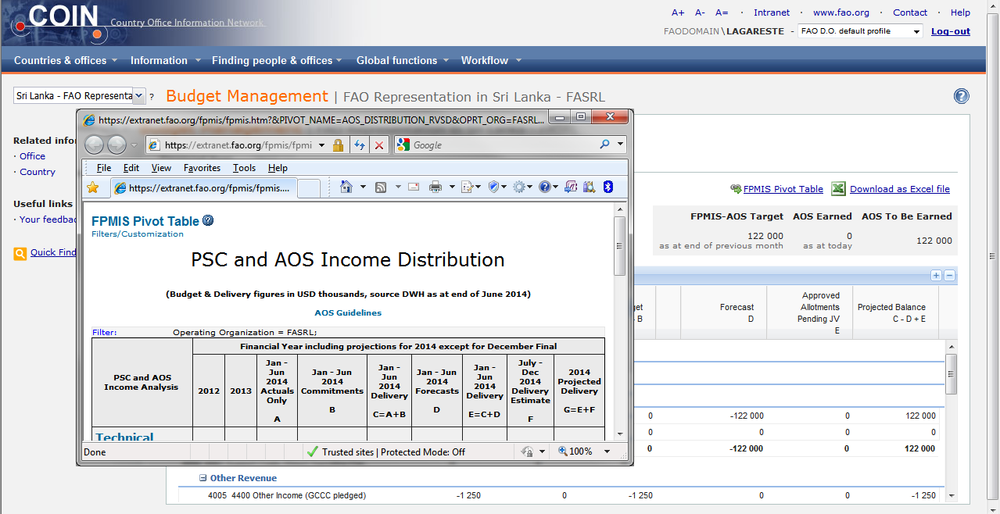 COIN
Country Office Information Network
A+ A- A= · Intranet · www.fao.org · Contact · Help
FAODOMAIN\LAGARESTE - FAO D.O. default profile Log-out
Countries & offices Information Finding people & offices Global functions Workflow
Sri Lanka - FAO Representa ? Budget Management | FAO Representation in Sri Lanka - FASRL
Related infor
· Office
· Country
Useful links
· Your feedbac
Quick Find
https://extranet.fao.org/fpmis/fpmis.htm?&PIVOT_NAME=AOS_DISTRIBUTION_RVSD&OPRT_ORG=FASRL...
https://extranet.fao.org/fpmis/fpmi Google
File Edit View Favorites Tools Help
https://extranet.fao.org/fpmis/fpmis....
FPMIS Pivot Table
Filters/Customization
PSC and AOS Income Distribution
(Budget & Delivery figures in USD thousands, source DWH as at end of June 2014)
AOS Guidelines
Filter: Operating Organization = FASRL;
Financial Year including projections for 2014 except for December Final
PSC and AOS
Income Analysis
2012
2013
Jan -
Jun
2014
Actuals
Only
A
Jan - Jun
2014
Commitments
B
Jan -
Jun
2014
Delivery
C=A+B
Jan - Jun
2014
Forecasts
D
Jan -
Jun
2014
Delivery
E=C+D
July -
Dec
2014
Delivery
Estimate
F
2014
Projected
Delivery
G=E+F
Technical
Done Trusted sites | Protected Mode: Off 100%
FPMIS Pivot Table Download as Excel file
FPMIS-AOS Target AOS Earned AOS To Be Earned
122 000 0 122 000
as at end of previous month as at today
get
- B
Forecast
D
Approved
Allotments
Pending JV
E
Projected Balance
C - D + E
0 -122 000 0 122 000
0 0 0 0
0 -122 000 0 122 000
Other Revenue
4005 4400 Other Income (GCCC pledged) -1 250 0 -1 250 0 0 -1 250